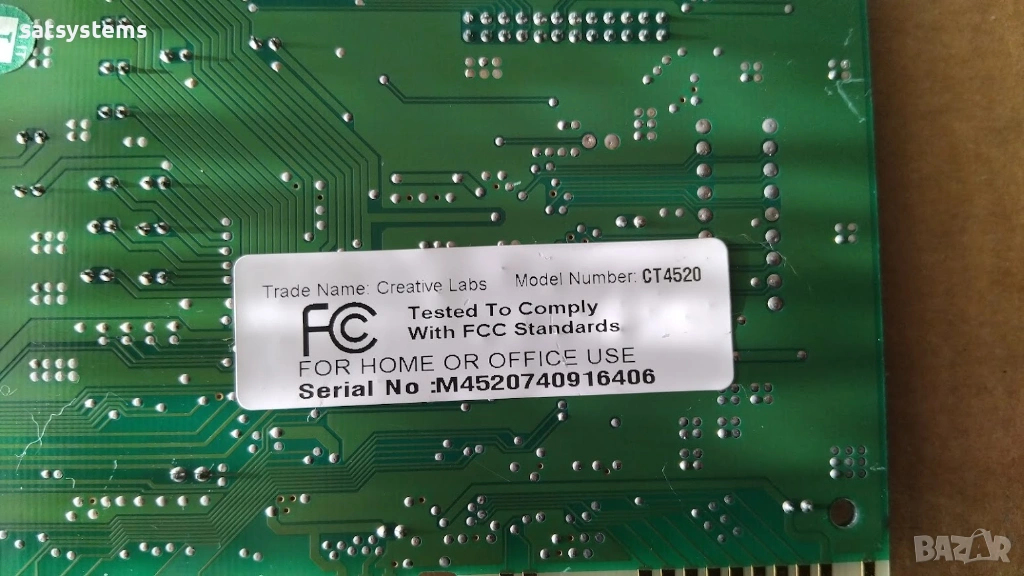 satsystems
Trade Name: Creative Labs Model Number: CT4520
FC
Tested To Comply
With FCC Standards
FOR HOME OR OFFICE USE
Serial No :M4520740916406
BAZAR